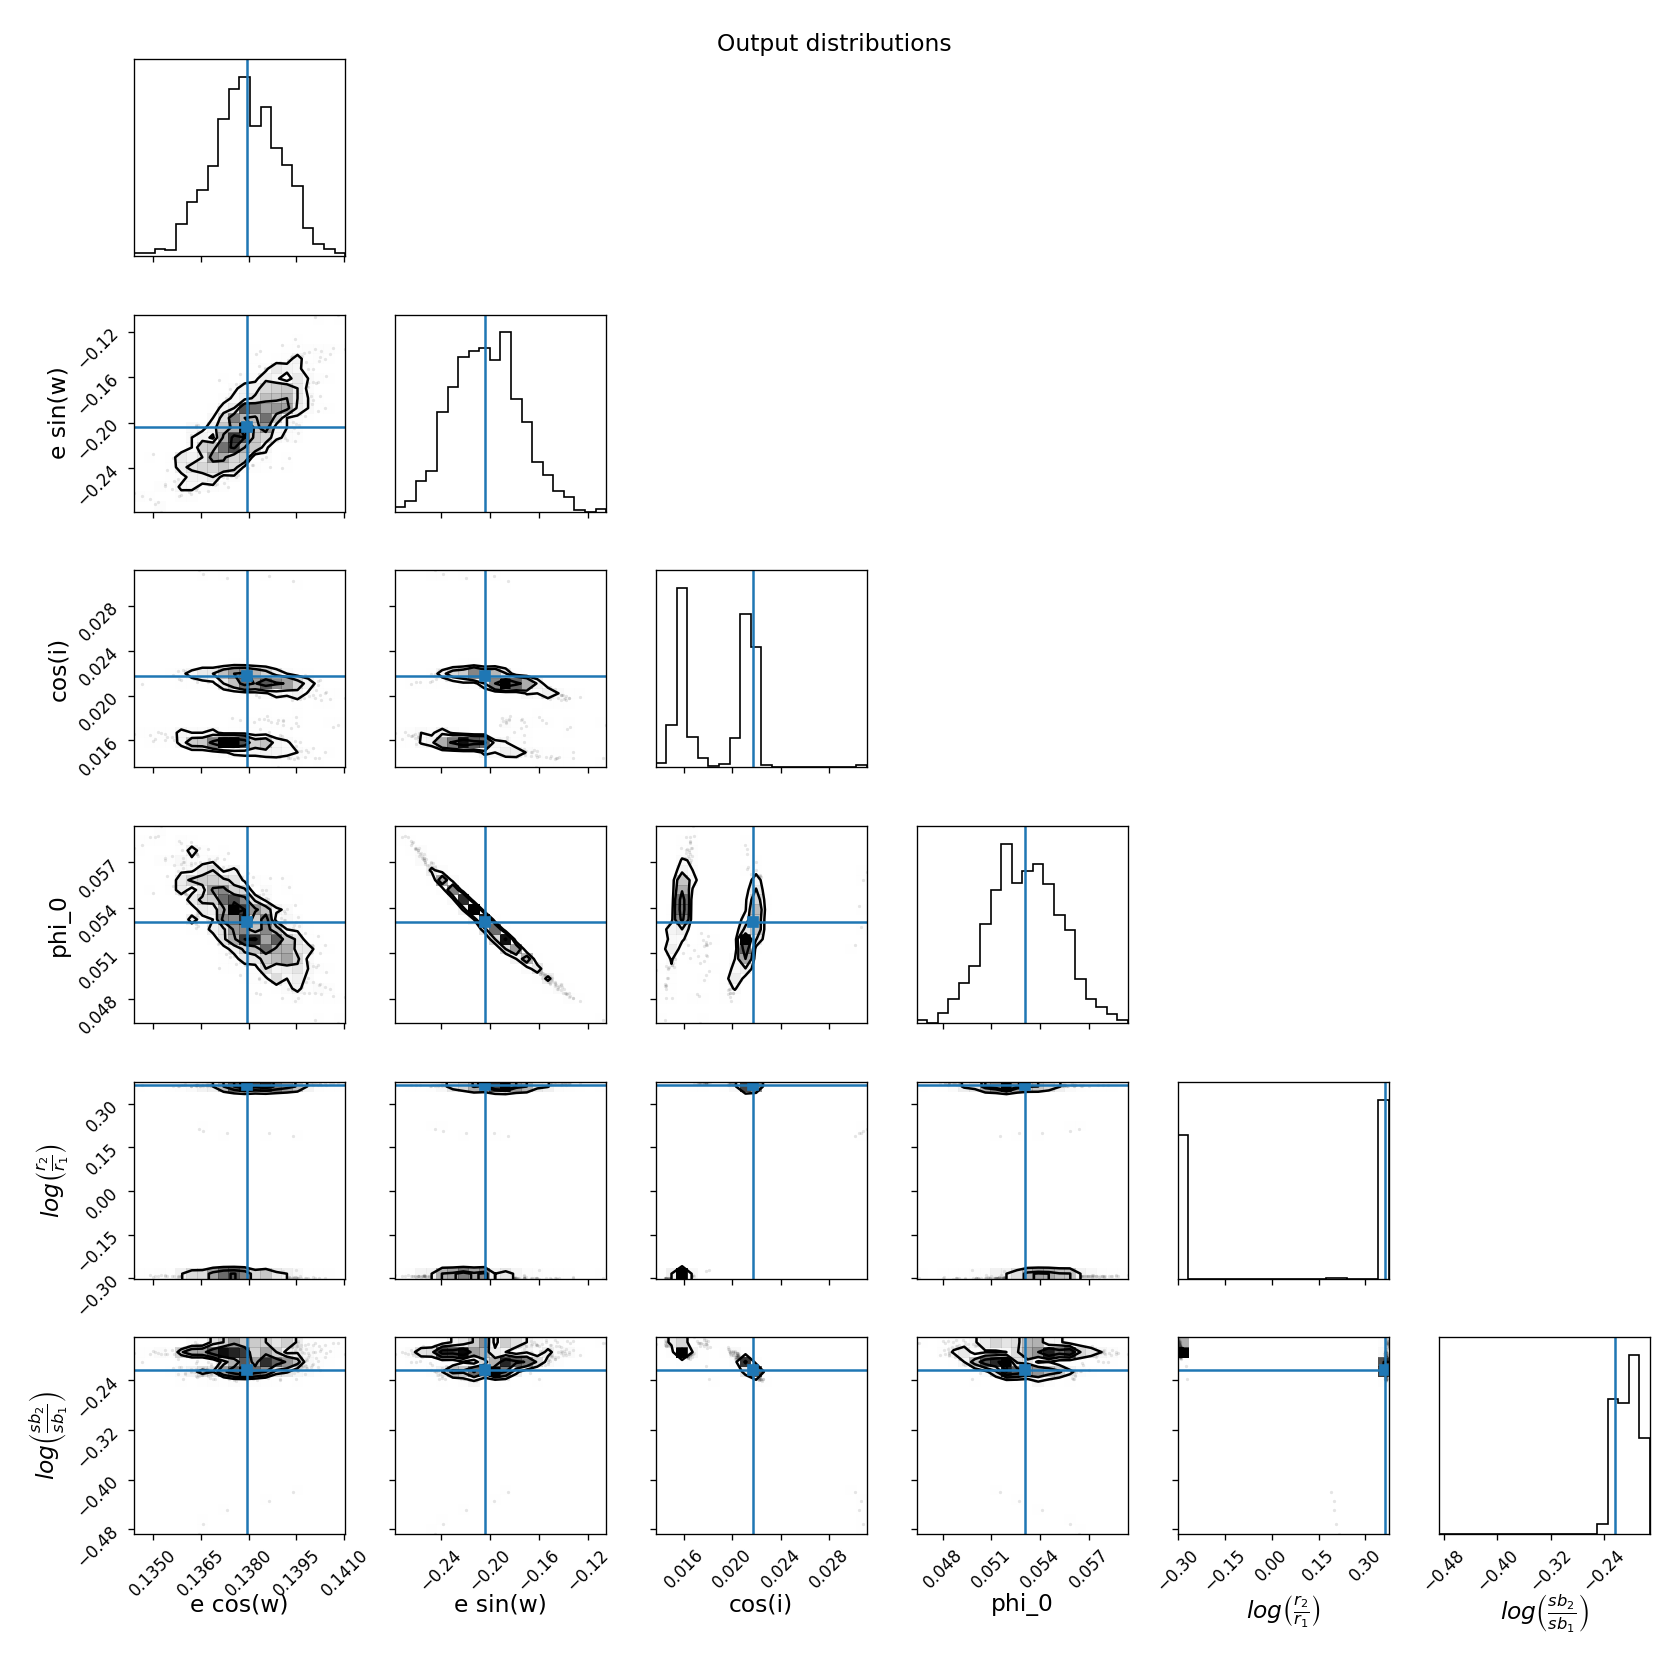 Output distributions
e sin(w)
−0.12
−0.16
−0.20
−0.24
cos(i)
0.028
0.024
0.020
0.016
phi_0
0.057
0.054
0.051
0.048
log(r₂/r₁)
0.30
0.15
0.00
−0.15
−0.30
log(sb₂/sb₁)
−0.24
−0.32
−0.40
−0.48
0.1350 0.1365 0.1380 0.1395 0.1410
−0.24 −0.20 −0.16 −0.12
0.016 0.020 0.024 0.028
0.048 0.051 0.054 0.057
−0.30 −0.15 0.00 0.15 0.30
−0.48 −0.40 −0.32 −0.24
e cos(w) e sin(w) cos(i) phi_0 log(r₂/r₁) log(sb₂/sb₁)